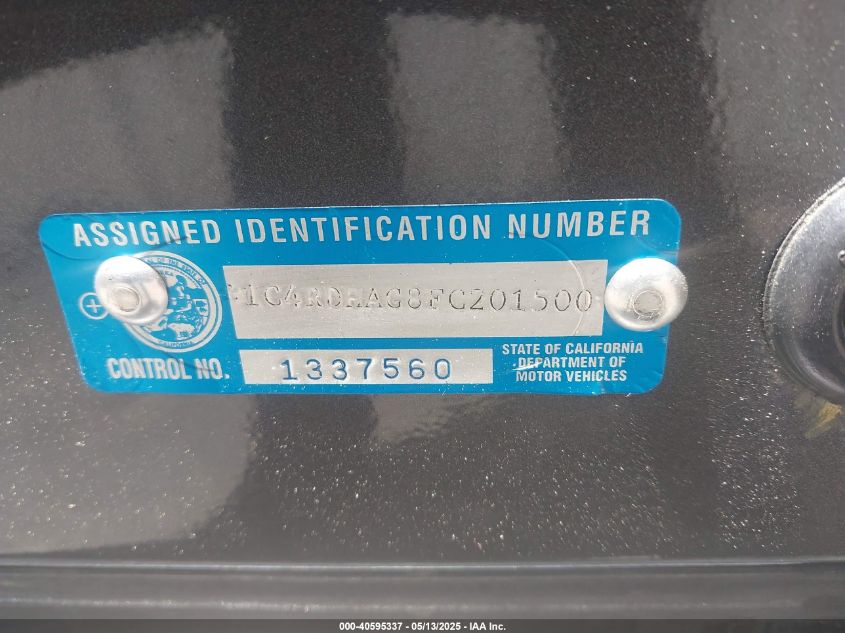 ASSIGNED IDENTIFICATION NUMBER
1C4RDHAG8FC201500
CONTROL NO. 1337560
STATE OF CALIFORNIA
DEPARTMENT OF
MOTOR VEHICLES
000-40595337 - 05/13/2025 - IAA Inc.